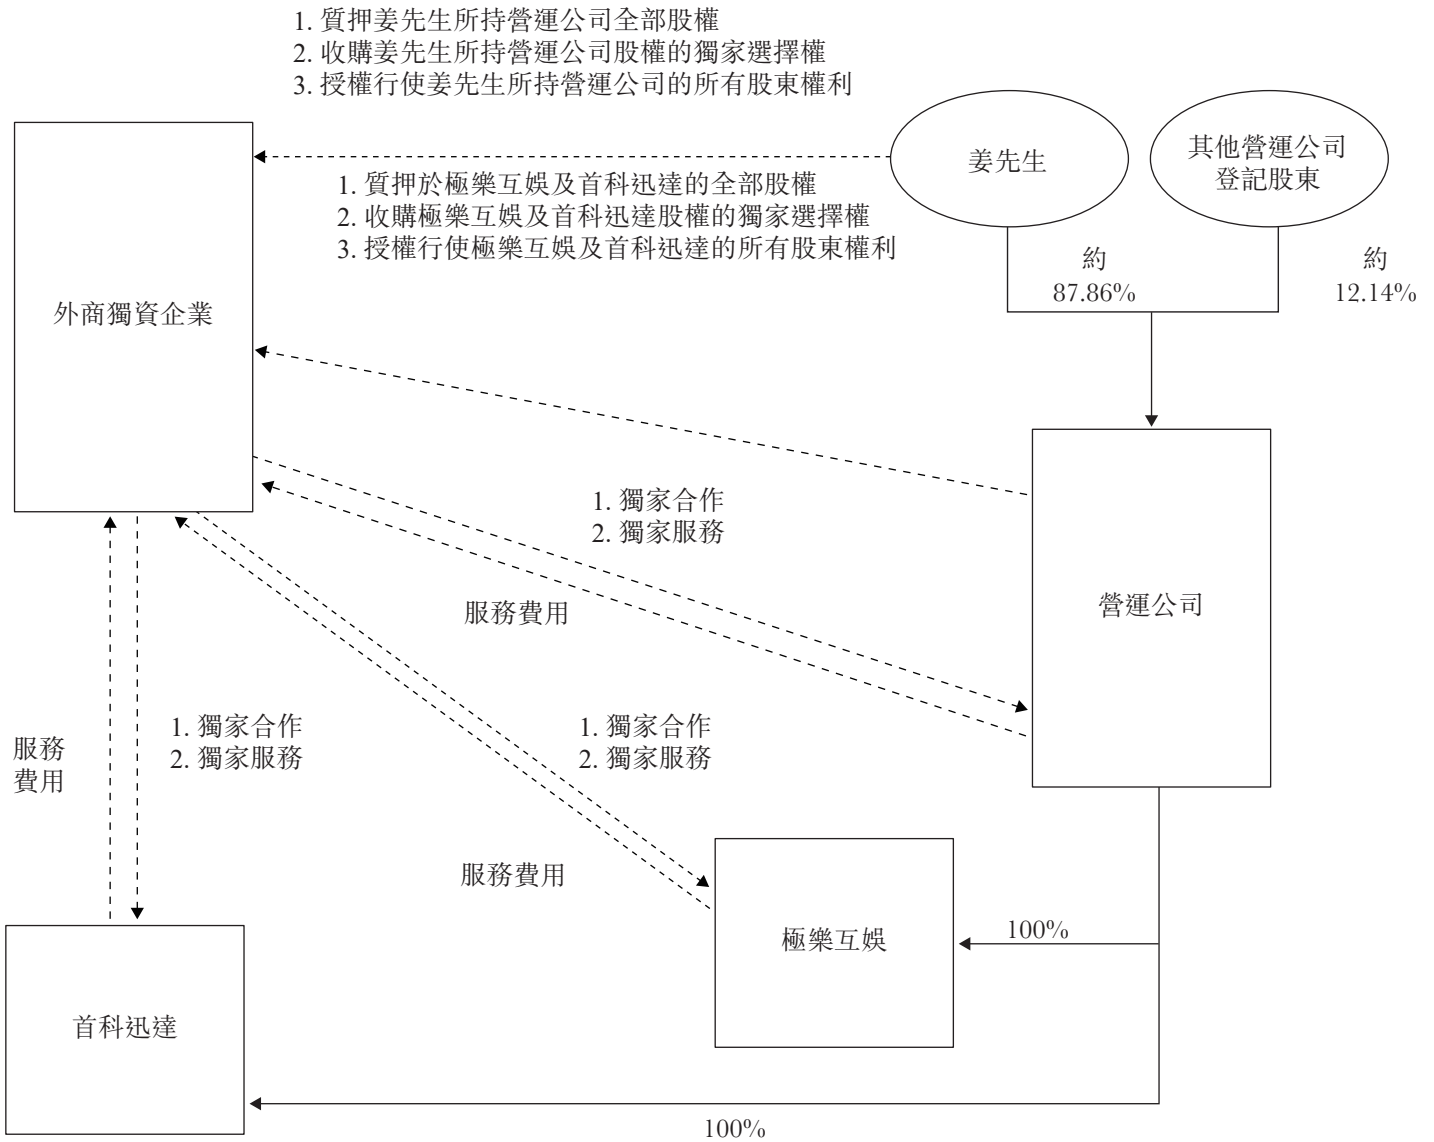 1. 質押姜先生所持營運公司全部股權
2. 收購姜先生所持營運公司股權的獨家選擇權
3. 授權行使姜先生所持營運公司的所有股東權利
姜先生
其他營運公司
登記股東
1. 質押於極樂互娛及首科迅達的全部股權
2. 收購極樂互娛及首科迅達股權的獨家選擇權
3. 授權行使極樂互娛及首科迅達的所有股東權利
約
87.86%
約
12.14%
外商獨資企業
1. 獨家合作
2. 獨家服務
服務費用
營運公司
服務
費用
1. 獨家合作
2. 獨家服務
1. 獨家合作
2. 獨家服務
服務費用
極樂互娛
100%
首科迅達
100%